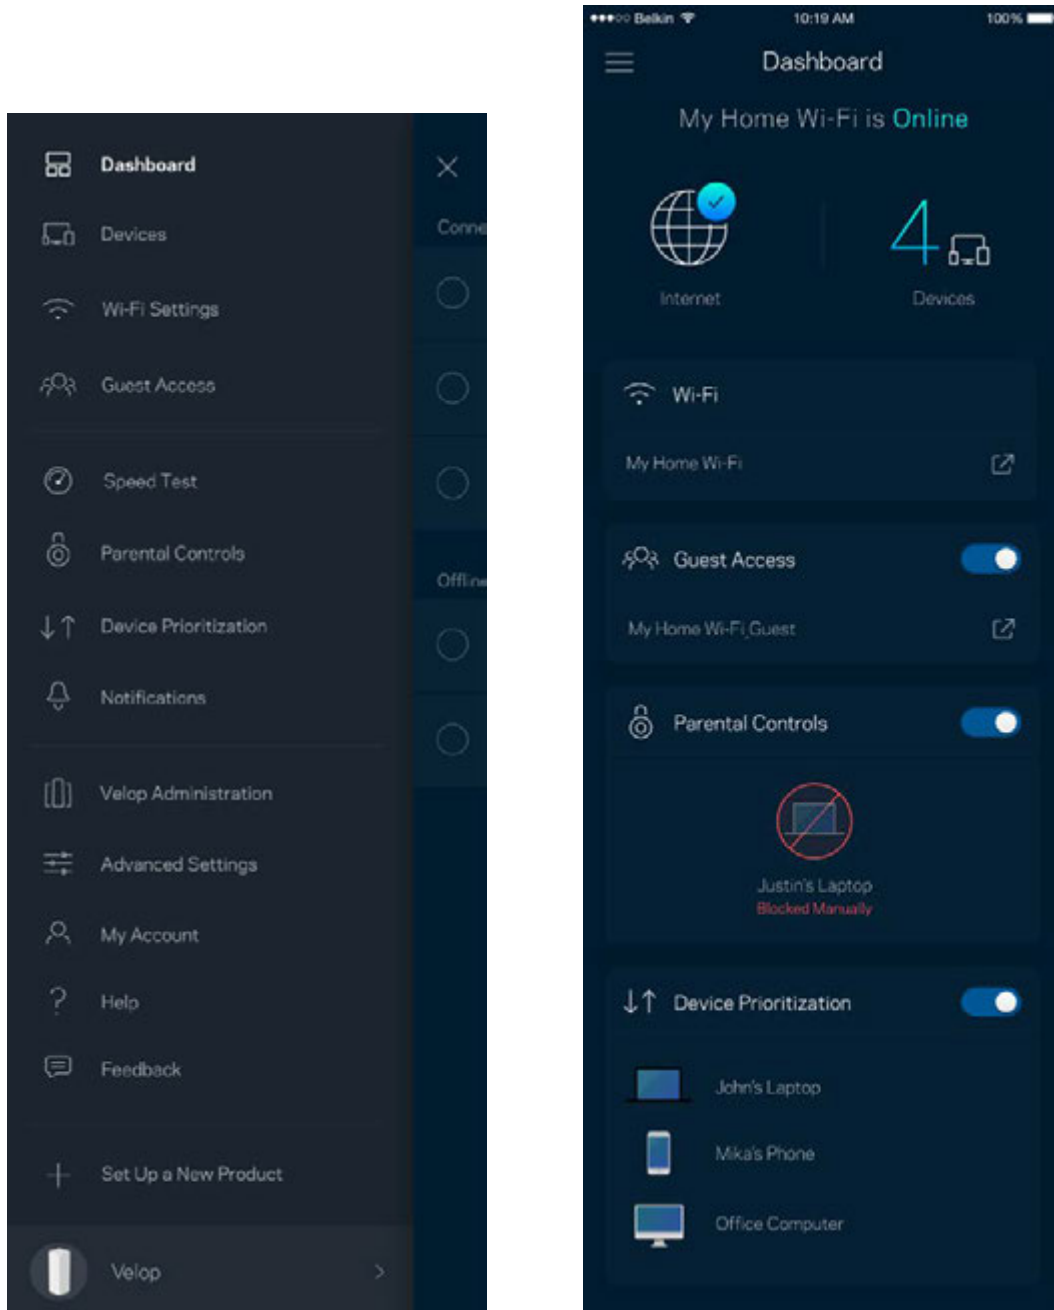 Dashboard
Devices
Wi-Fi Settings
Guest Access
Speed Test
Parental Controls
Device Prioritization
Notifications
Velop Administration
Advanced Settings
My Account
Help
Feedback
Set Up a New Product
Velop
Conne
Offline
Belkin 10:19 AM 100%
Dashboard
My Home Wi-Fi is Online
4
Internet Devices
Wi-Fi
My Home Wi-Fi
Guest Access
My Home Wi-Fi_Guest
Parental Controls
Justin's Laptop
Blocked Manually
Device Prioritization
John's Laptop
Mika's Phone
Office Computer